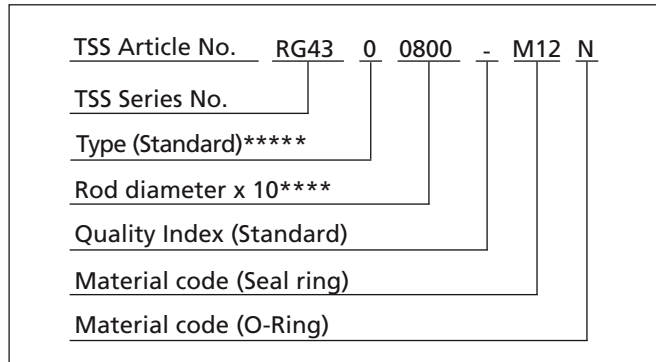 TSS Article No. RG43 0 0800 - M12 N
TSS Series No.
Type (Standard)*****
Rod diameter x 10****
Quality Index (Standard)
Material code (Seal ring)
Material code (O-Ring)